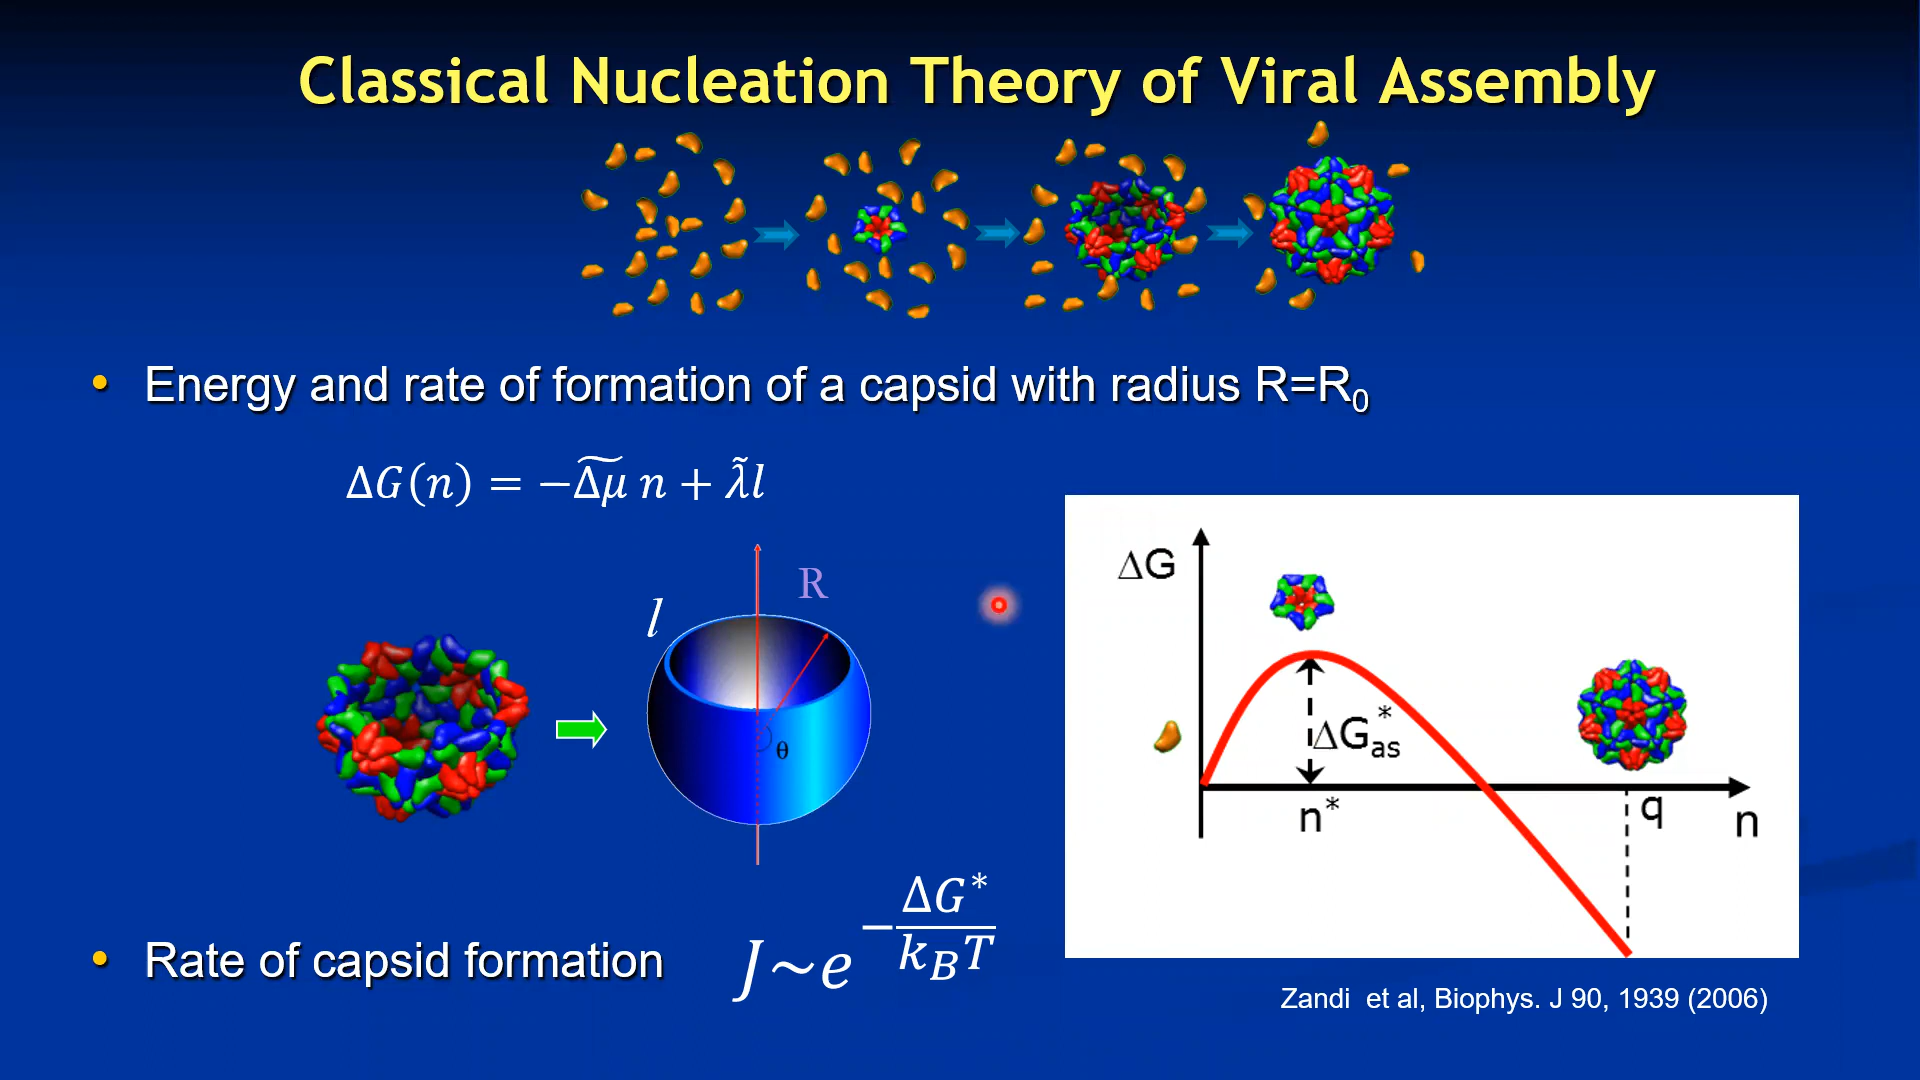 Classical Nucleation Theory of Viral Assembly
• Energy and rate of formation of a capsid with radius R=R₀
ΔG(n) = −Δμ̃ n + λ̃l
l
R
θ
ΔG
ΔG*as
n*
q
n
• Rate of capsid formation
J~e^−ΔG*/k_BT
Zandi et al, Biophys. J 90, 1939 (2006)